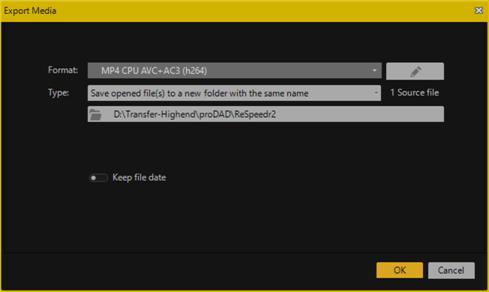 Export Media
Format: MP4 CPU AVC+AC3 (h264)
Type: Save opened file(s) to a new folder with the same name 1 Source file
D:\Transfer-Highend\proDAD\ReSpeedr2
Keep file date
OK Cancel